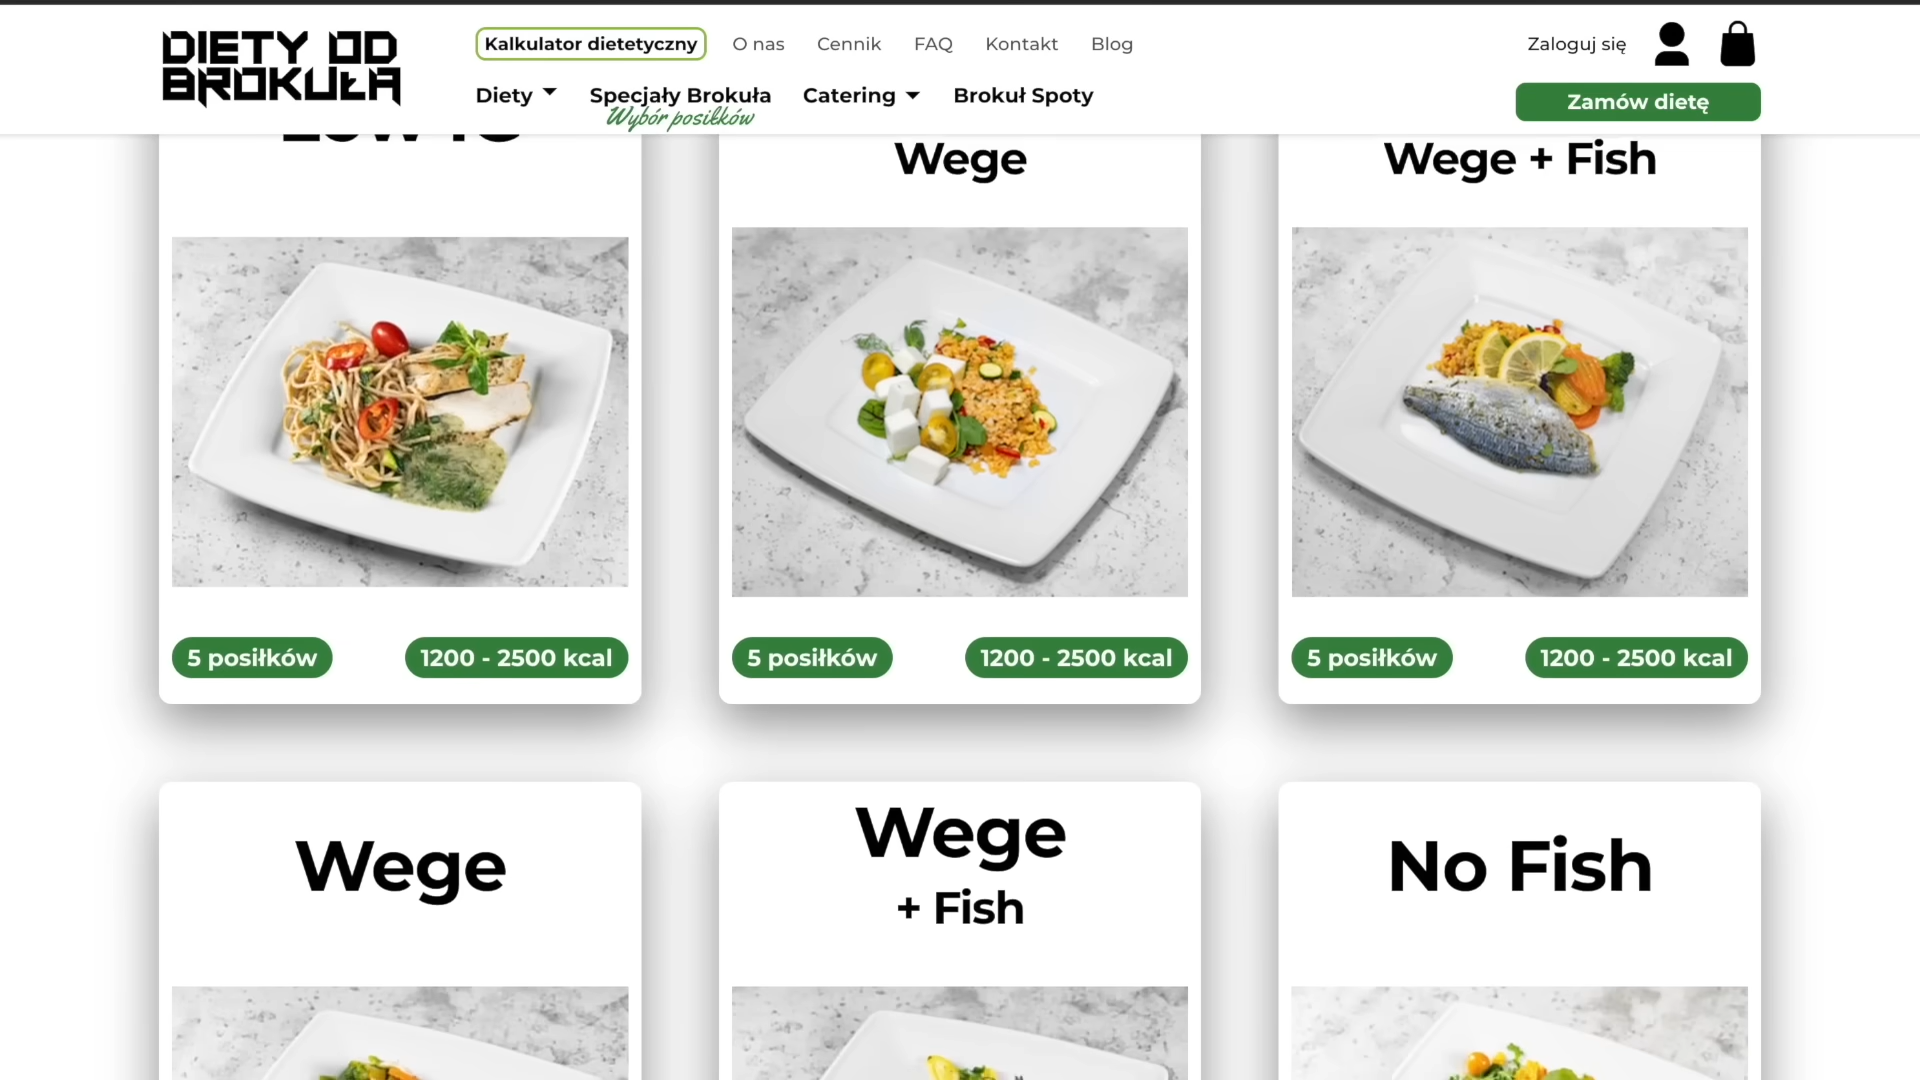 DIETY OD
BROKUŁA
Kalkulator dietetyczny
O nas
Cennik
FAQ
Kontakt
Blog
Zaloguj się
Diety
Specjały Brokuła
Wybór posiłków
Catering
Brokuł Spoty
Zamów dietę
Low IG
Wege
Wege + Fish
5 posiłków
1200 - 2500 kcal
5 posiłków
1200 - 2500 kcal
5 posiłków
1200 - 2500 kcal
Wege
Wege
+ Fish
No Fish